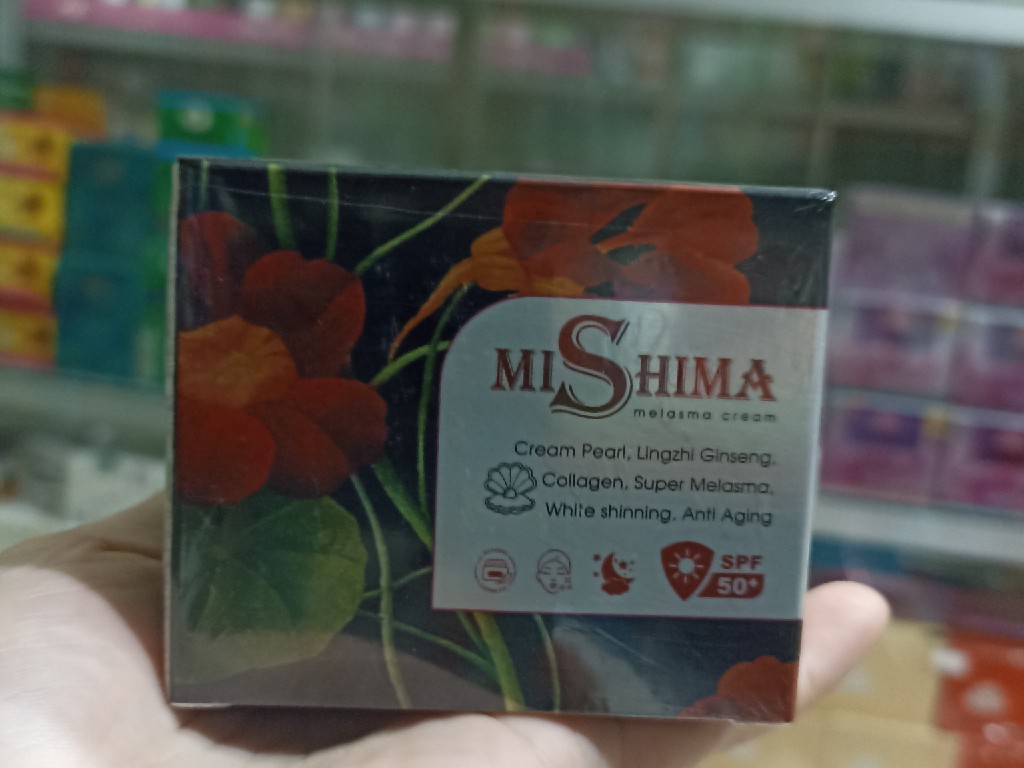 MISHIMA
melasma cream
Cream Pearl, Lingzhi Ginseng,
Collagen, Super Melasma,
White shinning, Anti Aging
SPF
50+